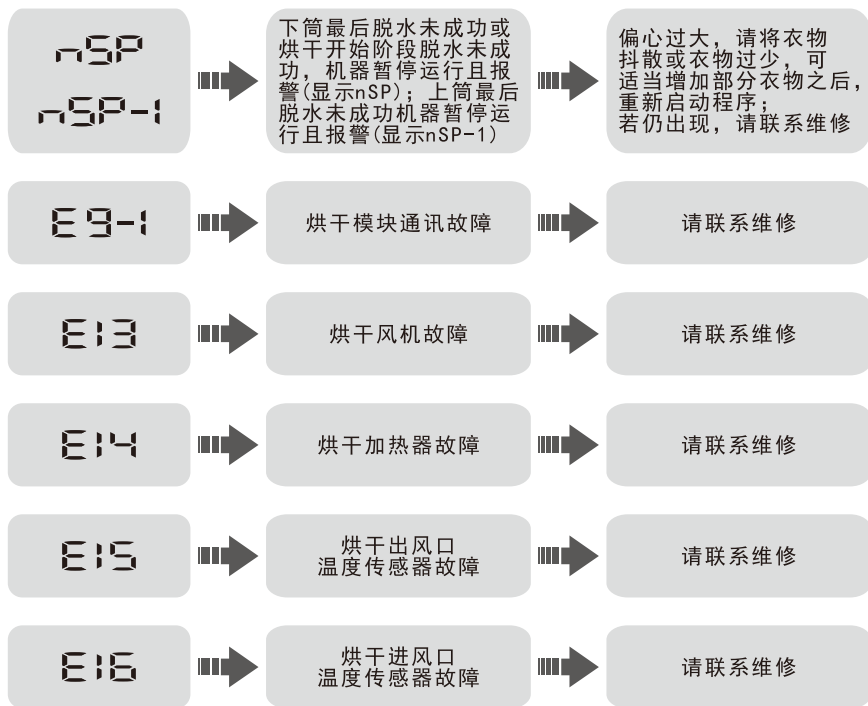 nSP
nSP-1
下筒最后脱水未成功或
烘干开始阶段脱水未成
功，机器暂停运行且报
警(显示nSP)；上筒最后
脱水未成功机器暂停运
行且报警(显示nSP-1)
偏心过大，请将衣物
抖散或衣物过少，可
适当增加部分衣物之后，
重新启动程序；
若仍出现，请联系维修
E9-1
烘干模块通讯故障
请联系维修
E13
烘干风机故障
请联系维修
E14
烘干加热器故障
请联系维修
E15
烘干出风口
温度传感器故障
请联系维修
E16
烘干进风口
温度传感器故障
请联系维修